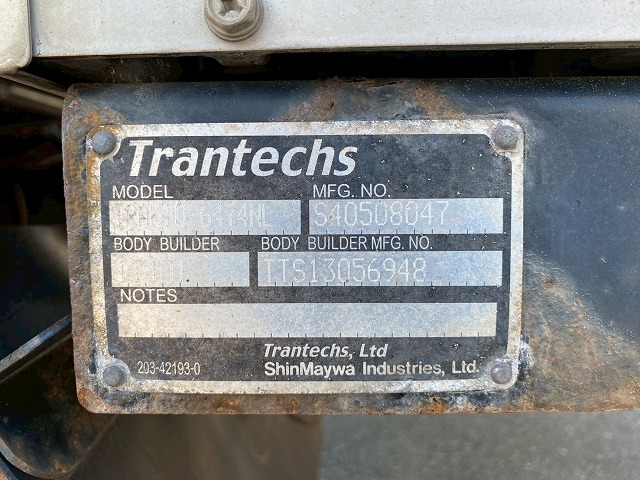 Trantechs
MODEL MFG. NO.
S40508047
BODY BUILDER BODY BUILDER MFG. NO.
TTS13056948
NOTES
Trantechs, Ltd
203-42193-0 ShinMaywa Industries, Ltd.